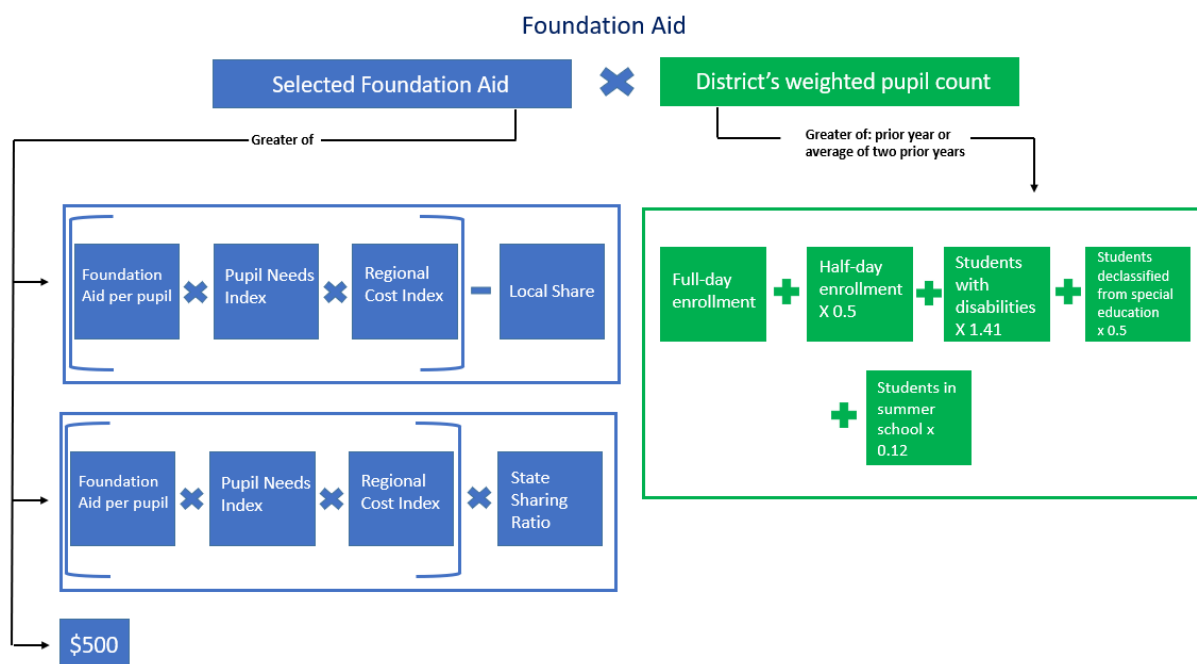 Foundation Aid
Selected Foundation Aid
District's weighted pupil count
Greater of
Greater of: prior year or
average of two prior years
Foundation
Aid per pupil
Pupil Needs
Index
Regional
Cost Index
Local Share
Foundation
Aid per pupil
Pupil Needs
Index
Regional
Cost Index
State
Sharing
Ratio
$500
Full-day
enrollment
Half-day
enrollment
X 0.5
Students
with
disabilities
X 1.41
Students
declassified
from special
education
x 0.5
Students in
summer
school x
0.12